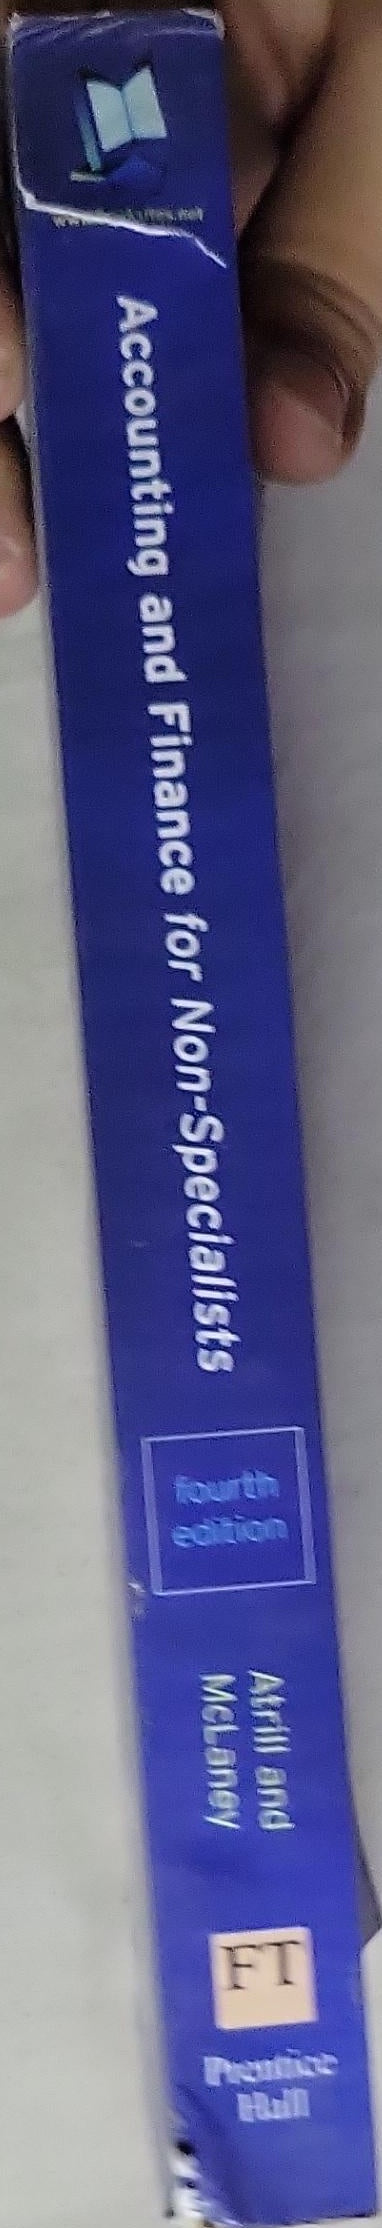 Accounting and Finance for Non-Specialists
fourth
edition
Atrill and
McLaney
FT
Prentice
Hall